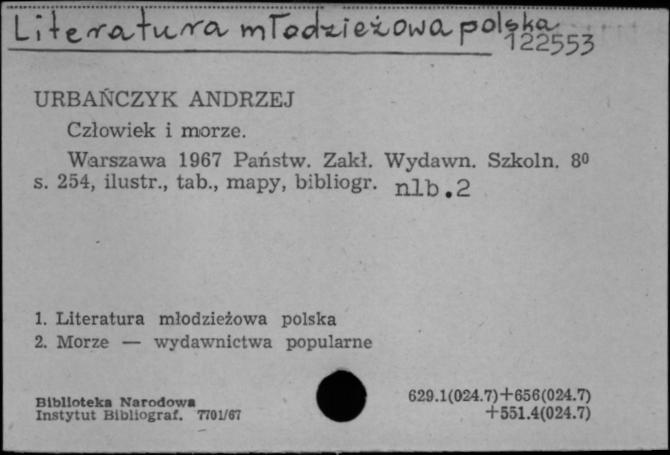 Literatura młodzieżowa polska
122553
URBAŃCZYK ANDRZEJ
Człowiek i morze.
Warszawa 1967 Państw. Zakł. Wydawn. Szkoln. 8⁰
s. 254, ilustr., tab., mapy, bibliogr. nlb.2
1. Literatura młodzieżowa polska
2. Morze — wydawnictwa popularne
Biblioteka Narodowa
Instytut Bibliograf. 7701/67
629.1(024.7)+656(024.7)
+551.4(024.7)